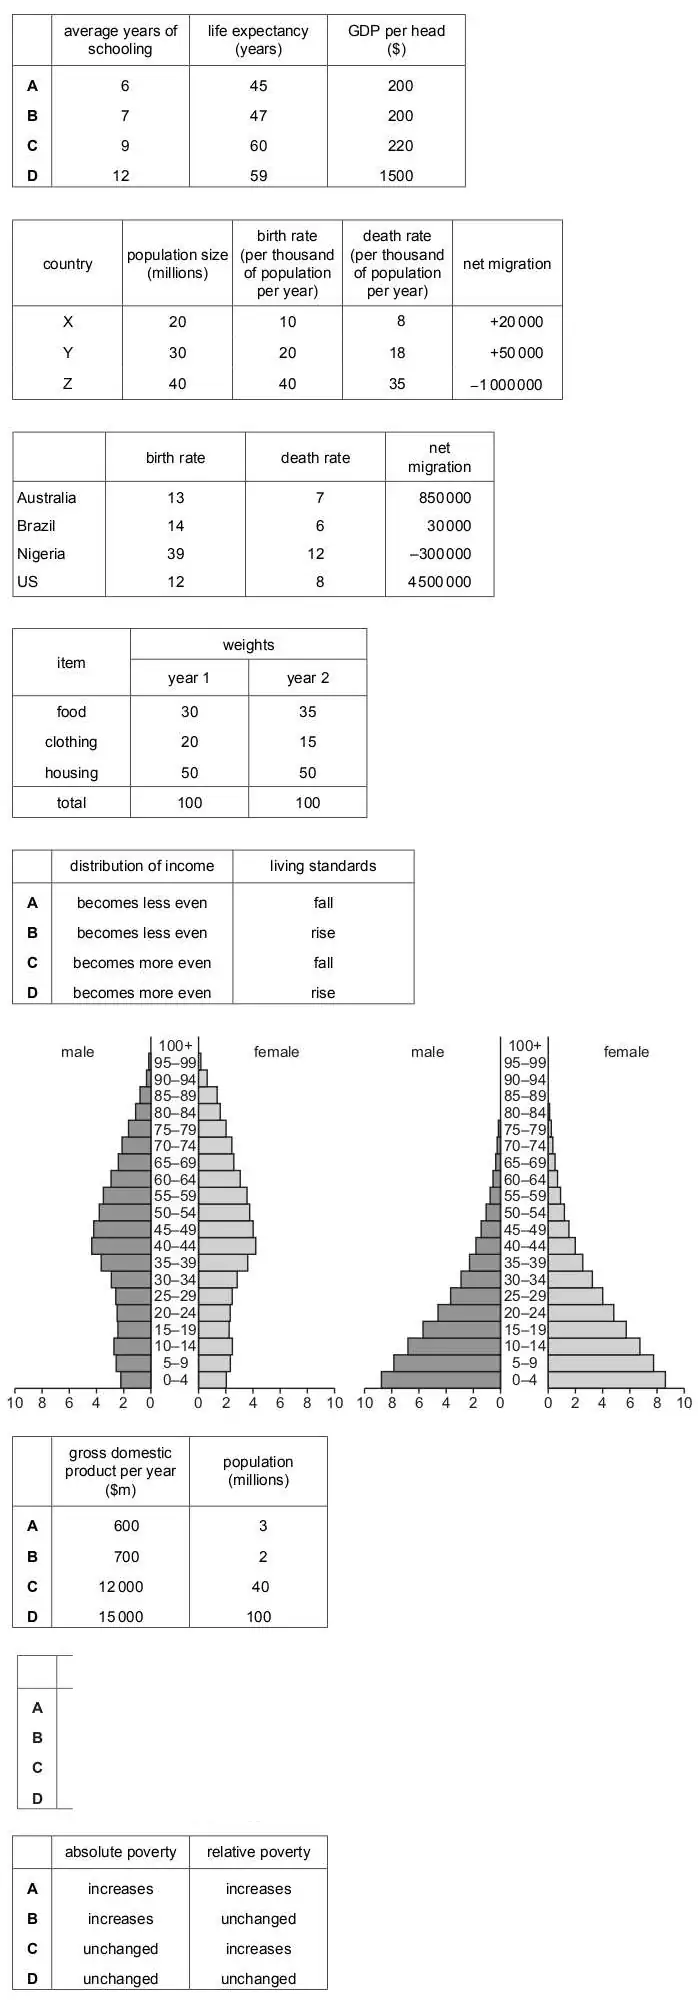 average years of schooling life expectancy (years) GDP per head ($)
A 6 45 200
B 7 47 200
C 9 60 220
D 12 59 1500
country population size (millions) birth rate (per thousand of population per year) death rate (per thousand of population per year) net migration
X 20 10 8 +20 000
Y 30 20 18 +50 000
Z 40 40 35 –1 000 000
birth rate death rate net migration
Australia 13 7 850 000
Brazil 14 6 30 000
Nigeria 39 12 –300 000
US 12 8 4 500 000
item weights
year 1 year 2
food 30 35
clothing 20 15
housing 50 50
total 100 100
distribution of income living standards
A becomes less even fall
B becomes less even rise
C becomes more even fall
D becomes more even rise
male 100+ female
95–99
90–94
85–89
80–84
75–79
70–74
65–69
60–64
55–59
50–54
45–49
40–44
35–39
30–34
25–29
20–24
15–19
10–14
5–9
0–4
10 8 6 4 2 0 0 2 4 6 8 10
male 100+ female
95–99
90–94
85–89
80–84
75–79
70–74
65–69
60–64
55–59
50–54
45–49
40–44
35–39
30–34
25–29
20–24
15–19
10–14
5–9
0–4
10 8 6 4 2 0 0 2 4 6 8 10
gross domestic product per year ($m) population (millions)
A 600 3
B 700 2
C 12 000 40
D 15 000 100
A
B
C
D
absolute poverty relative poverty
A increases increases
B increases unchanged
C unchanged increases
D unchanged unchanged